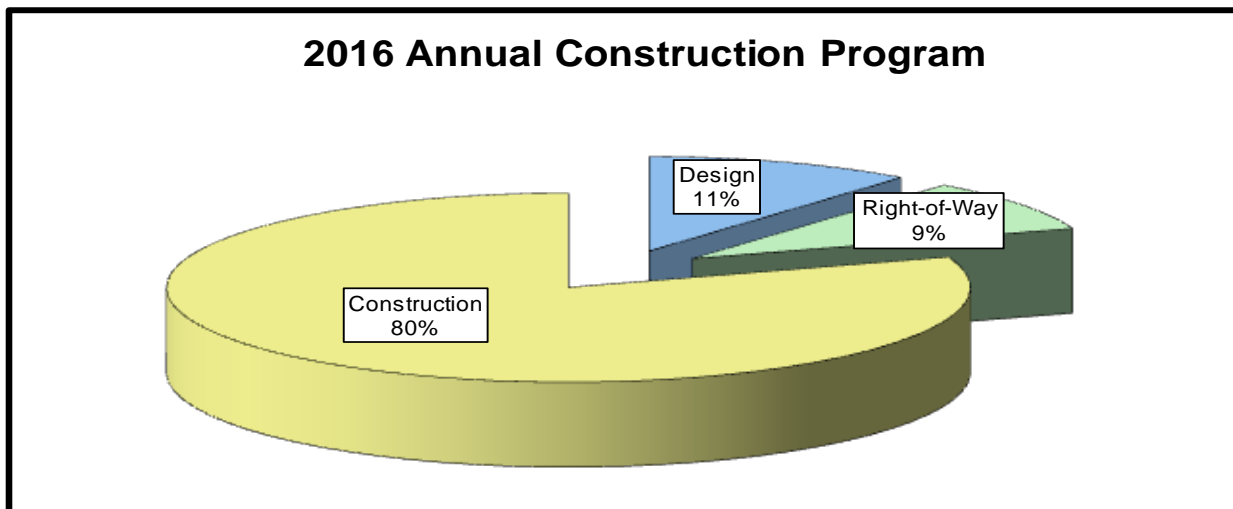 2016 Annual Construction Program
Design
11%
Right-of-Way
9%
Construction
80%